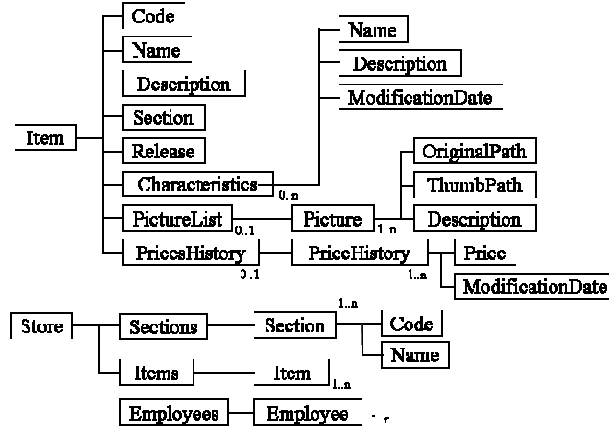 Code
Name
Description
Section
Release
Item
Characteristics
0..n
PictureList
0..1
Picture
1..n
PricesHistory
0..1
PriceHistory
1..n
Name
Description
ModificationDate
OriginalPath
ThumbPath
Description
Price
ModificationDate
Store
Sections
Section
1..n
Code
Name
Items
Item
1..n
Employees
Employee